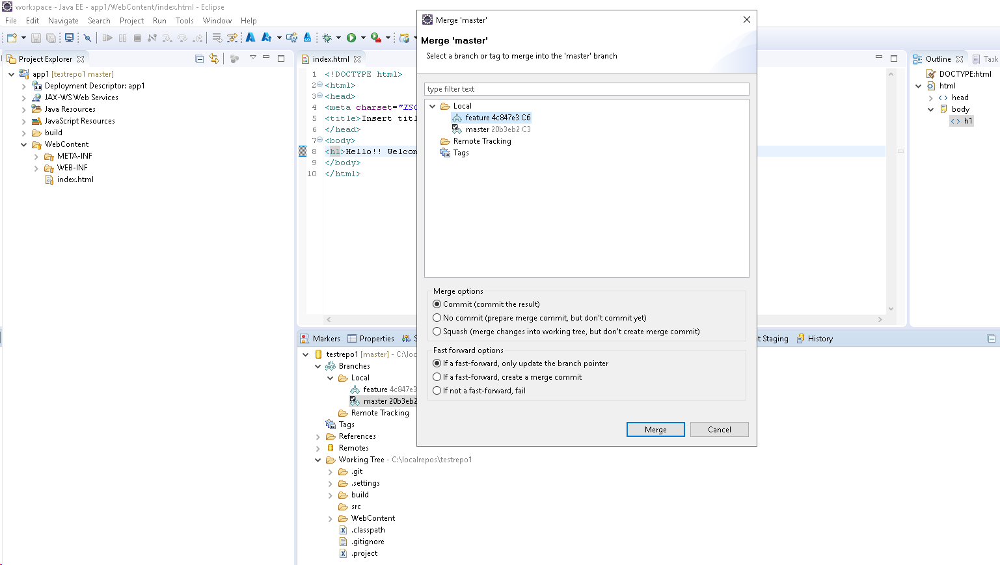 workspace - Java EE - app1/WebContent/index.html - Eclipse
File Edit Navigate Search Project Run Tools Window Help
Project Explorer
app1 [testrepo1 master]
3.0 Deployment Descriptor: app1
JAX-WS Web Services
Java Resources
JavaScript Resources
build
WebContent
META-INF
WEB-INF
index.html
index.html
1 <!DOCTYPE html>
2 <html>
3 <head>
4 <meta charset="ISO
5 <title>Insert titl
6 </head>
7 <body>
8 <h1>Hello!! Welcom
9 </body>
10 </html>
Merge 'master'
Merge 'master'
Select a branch or tag to merge into the 'master' branch
type filter text
Local
feature 4c847e3 C6
master 20b3eb2 C3
Remote Tracking
Tags
Merge options
Commit (commit the result)
No commit (prepare merge commit, but don't commit yet)
Squash (merge changes into working tree, but don't create merge commit)
Fast forward options
If a fast-forward, only update the branch pointer
If a fast-forward, create a merge commit
If not a fast-forward, fail
Merge Cancel
Outline Task
DOCTYPE:html
html
head
body
h1
Markers Properties S
t Staging History
testrepo1 [master] - C:\loc
Branches
Local
feature 4c847e3
master 20b3eb2
Remote Tracking
Tags
References
Remotes
Working Tree - C:\localrepos\testrepo1
.git
.settings
build
src
WebContent
.classpath
.gitignore
.project